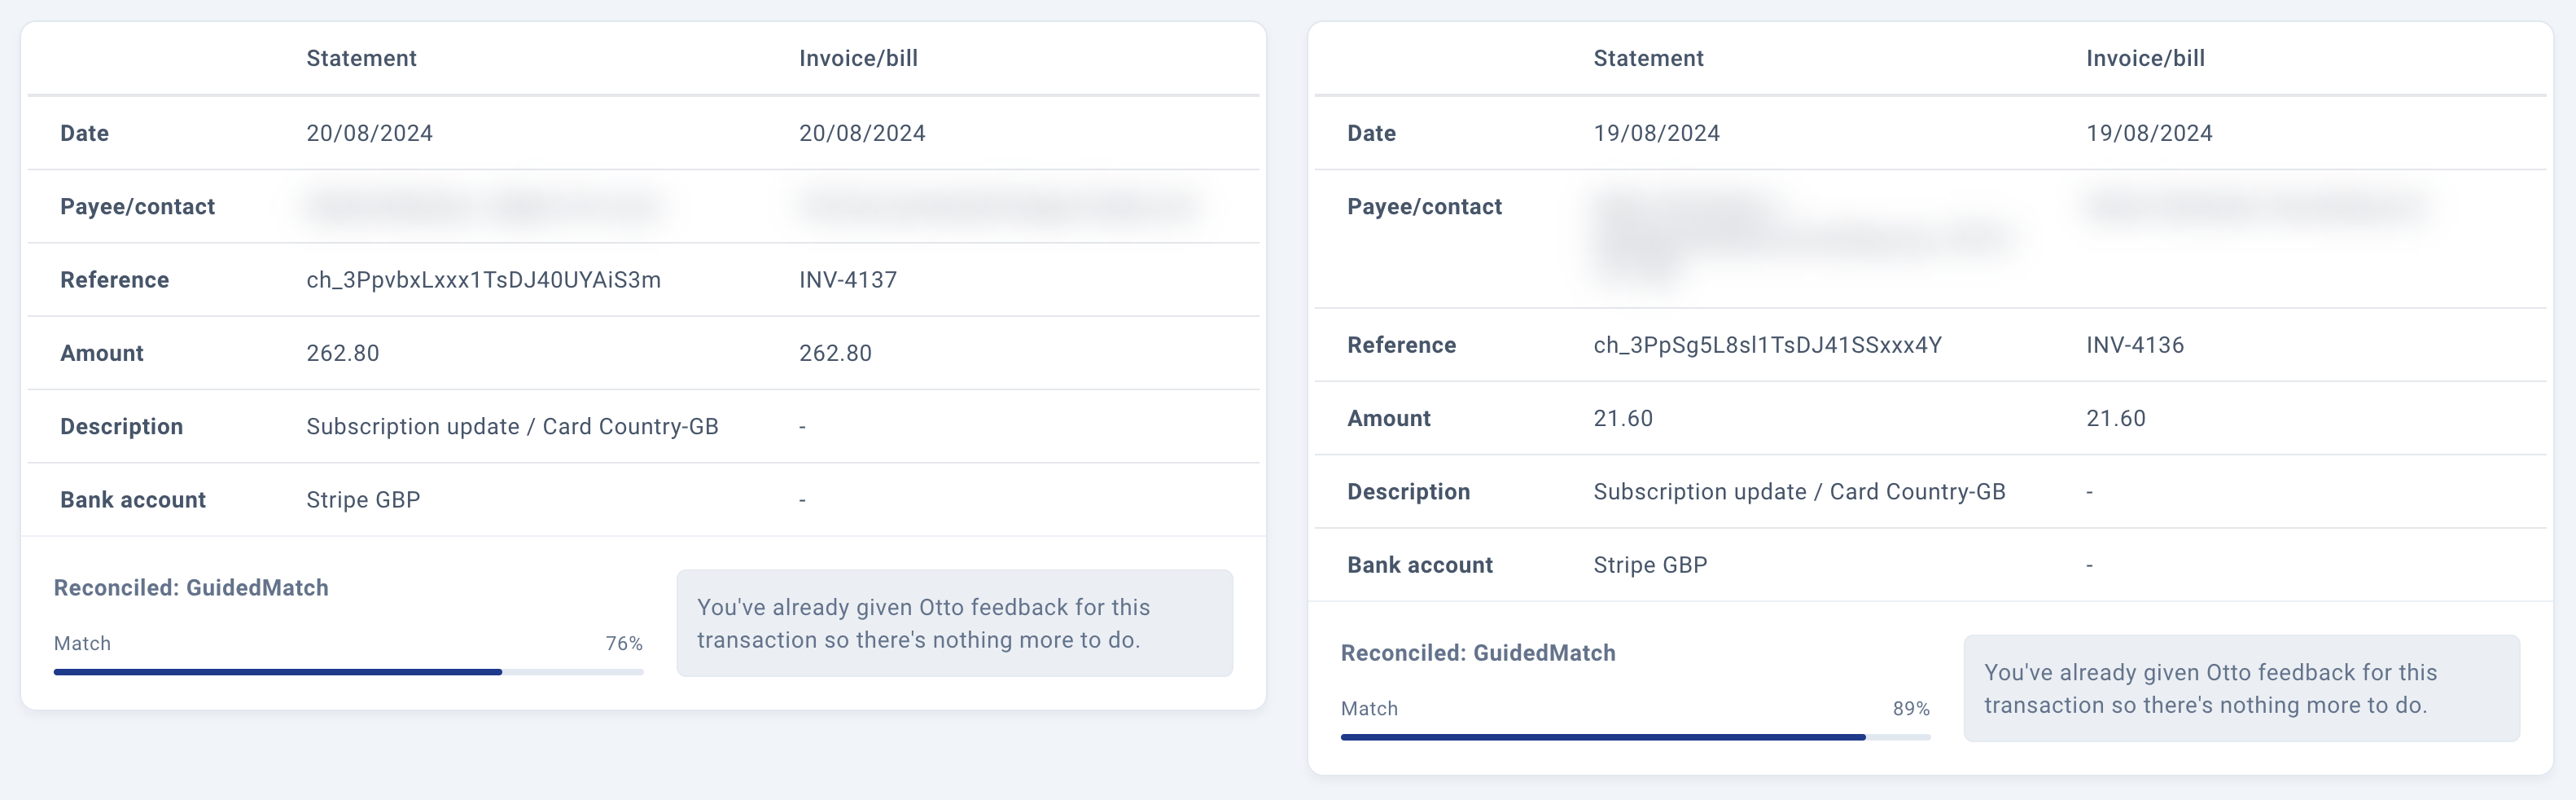 Statement Invoice/bill
Date 20/08/2024 20/08/2024
Payee/contact
Reference ch_3PpvbxLxxx1TsDJ40UYAiS3m INV-4137
Amount 262.80 262.80
Description Subscription update / Card Country-GB -
Bank account Stripe GBP -
Reconciled: GuidedMatch
Match 76%
You've already given Otto feedback for this
transaction so there's nothing more to do.
Statement Invoice/bill
Date 19/08/2024 19/08/2024
Payee/contact
Reference ch_3PpSg5L8sl1TsDJ41SSxxx4Y INV-4136
Amount 21.60 21.60
Description Subscription update / Card Country-GB -
Bank account Stripe GBP -
Reconciled: GuidedMatch
Match 89%
You've already given Otto feedback for this
transaction so there's nothing more to do.